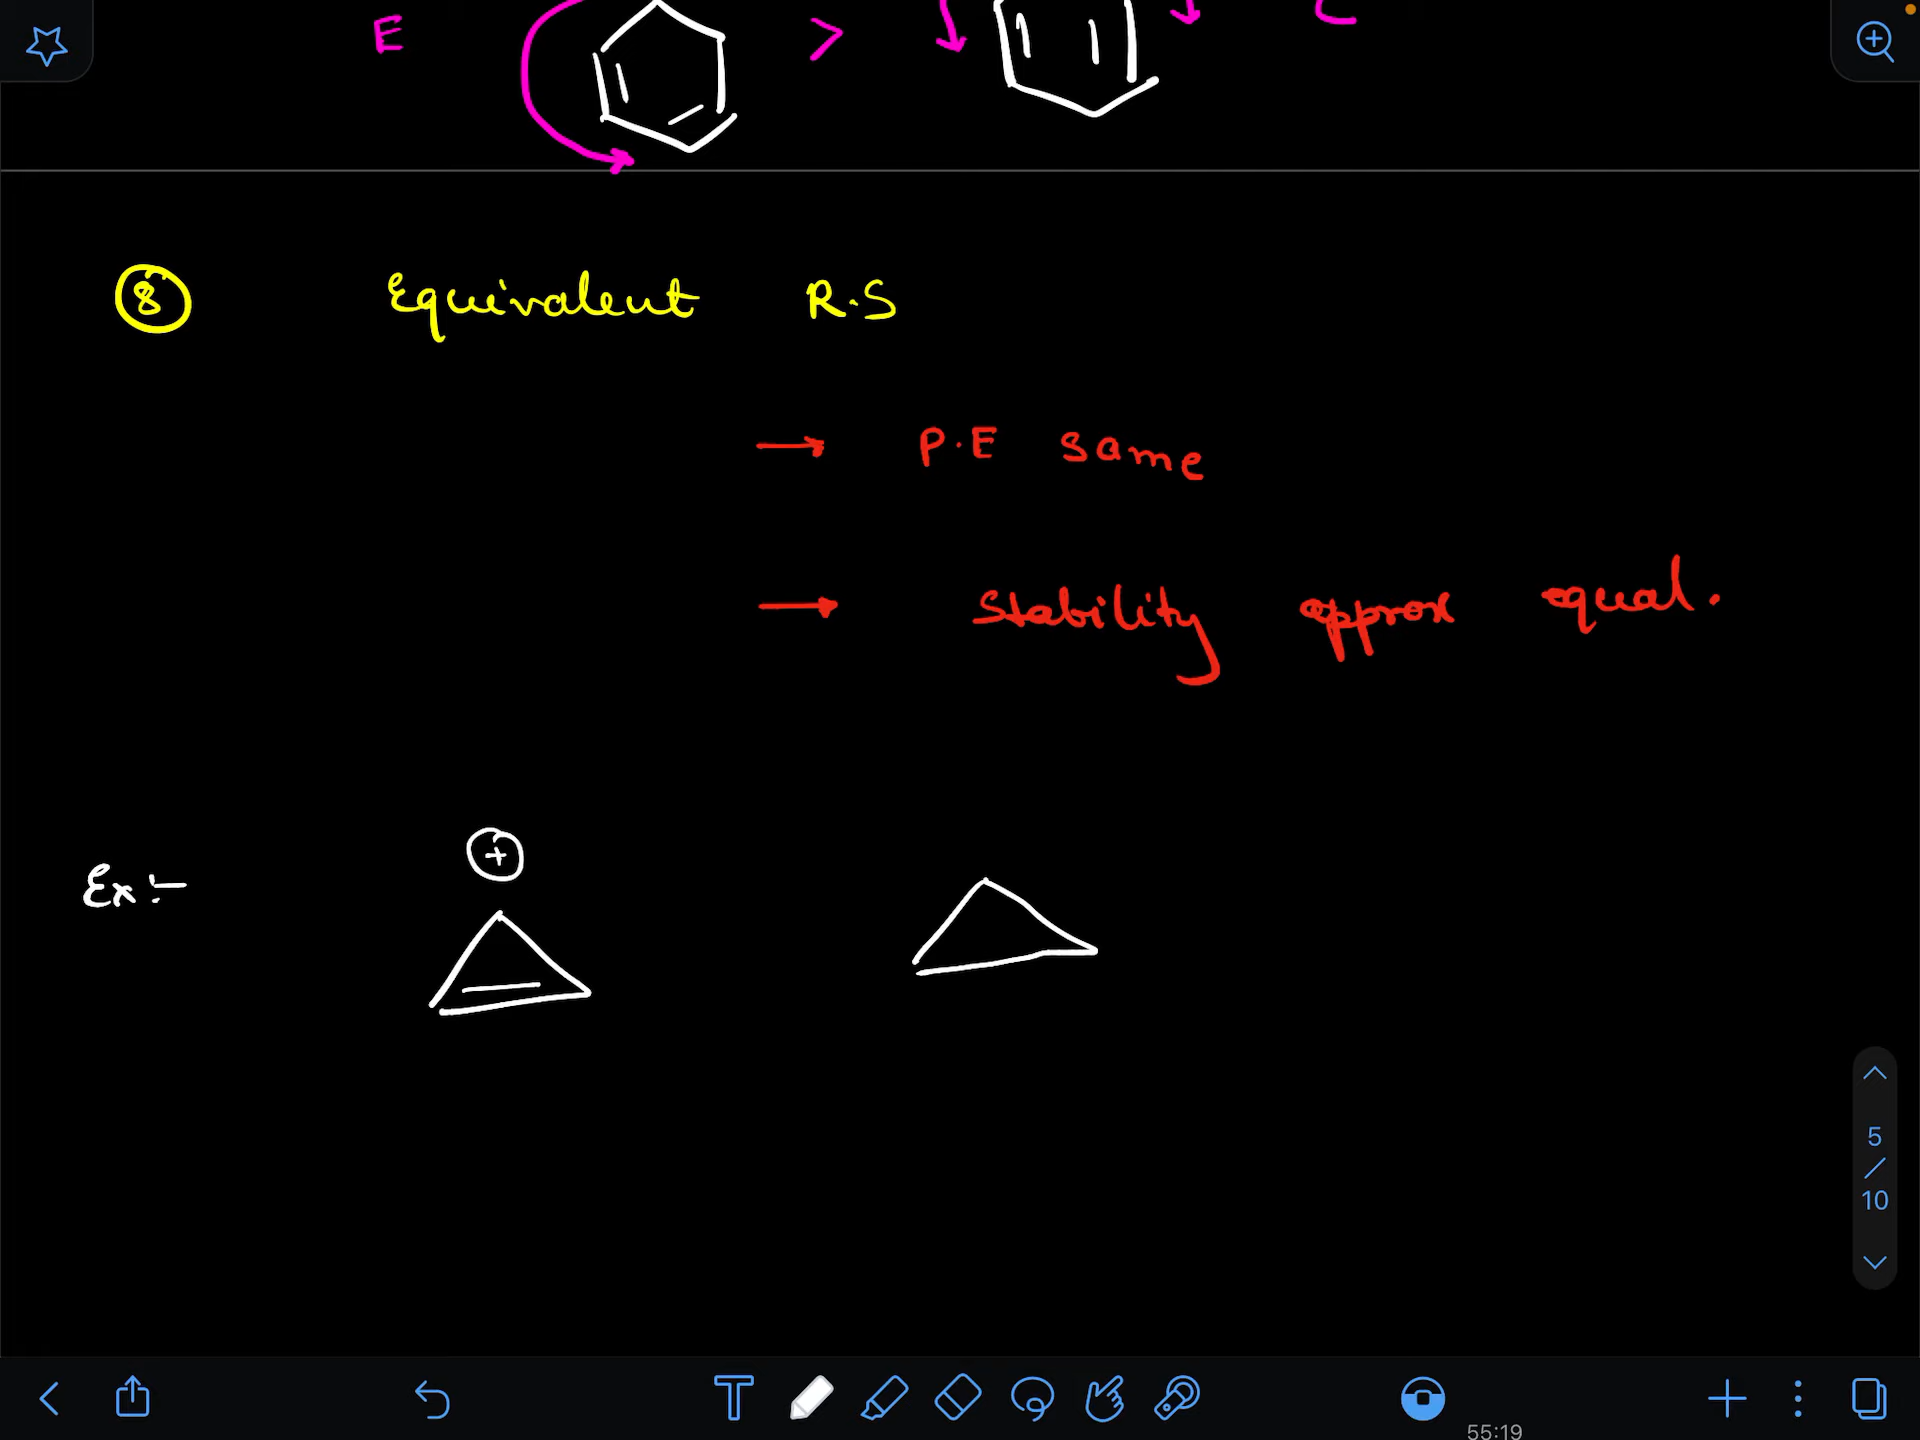 E > C
8 Equivalent R.S
→ P.E same
→ Stability approx equal.
Ex:-
+
5
/
10
T
55:19